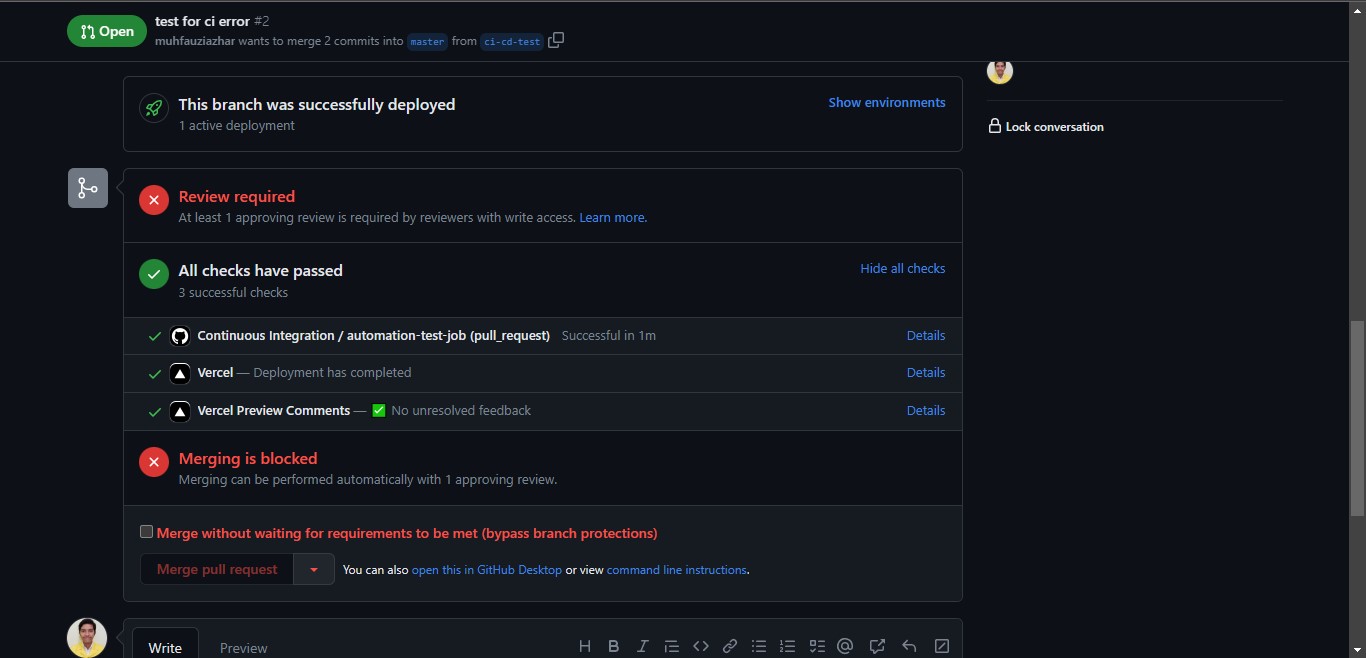 Open
test for ci error #2
muhfauziazhar wants to merge 2 commits into master from ci-cd-test
This branch was successfully deployed
Show environments
1 active deployment
Lock conversation
Review required
At least 1 approving review is required by reviewers with write access. Learn more.
All checks have passed
Hide all checks
3 successful checks
Continuous Integration / automation-test-job (pull_request) Successful in 1m
Details
Vercel — Deployment has completed
Details
Vercel Preview Comments — ✅ No unresolved feedback
Details
Merging is blocked
Merging can be performed automatically with 1 approving review.
Merge without waiting for requirements to be met (bypass branch protections)
Merge pull request
You can also open this in GitHub Desktop or view command line instructions.
Write
Preview